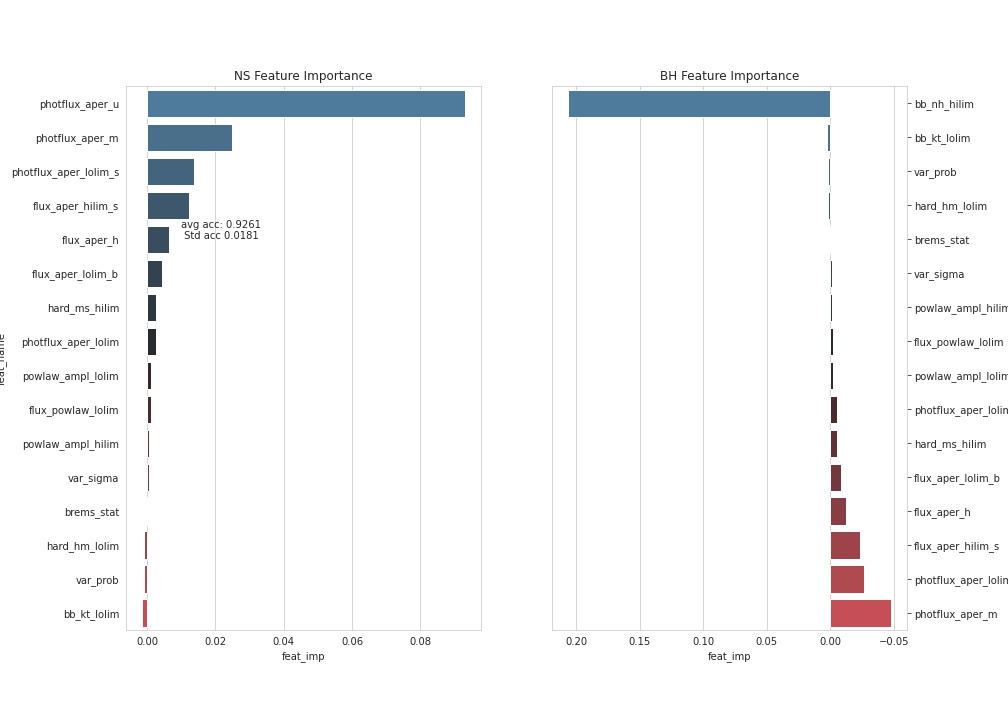 NS Feature Importance
photflux_aper_u
photflux_aper_m
photflux_aper_lolim_s
flux_aper_hilim_s
flux_aper_h
flux_aper_lolim_b
hard_ms_hilim
photflux_aper_lolim
powlaw_ampl_lolim
flux_powlaw_lolim
powlaw_ampl_hilim
var_sigma
brems_stat
hard_hm_lolim
var_prob
bb_kt_lolim
avg acc: 0.9261
Std acc 0.0181
0.00 0.02 0.04 0.06 0.08
feat_imp
BH Feature Importance
bb_nh_hilim
bb_kt_lolim
var_prob
hard_hm_lolim
brems_stat
var_sigma
powlaw_ampl_hilim
flux_powlaw_lolim
powlaw_ampl_lolim
photflux_aper_lolim
hard_ms_hilim
flux_aper_lolim_b
flux_aper_h
flux_aper_hilim_s
photflux_aper_lolim
photflux_aper_m
0.20 0.15 0.10 0.05 0.00 −0.05
feat_imp